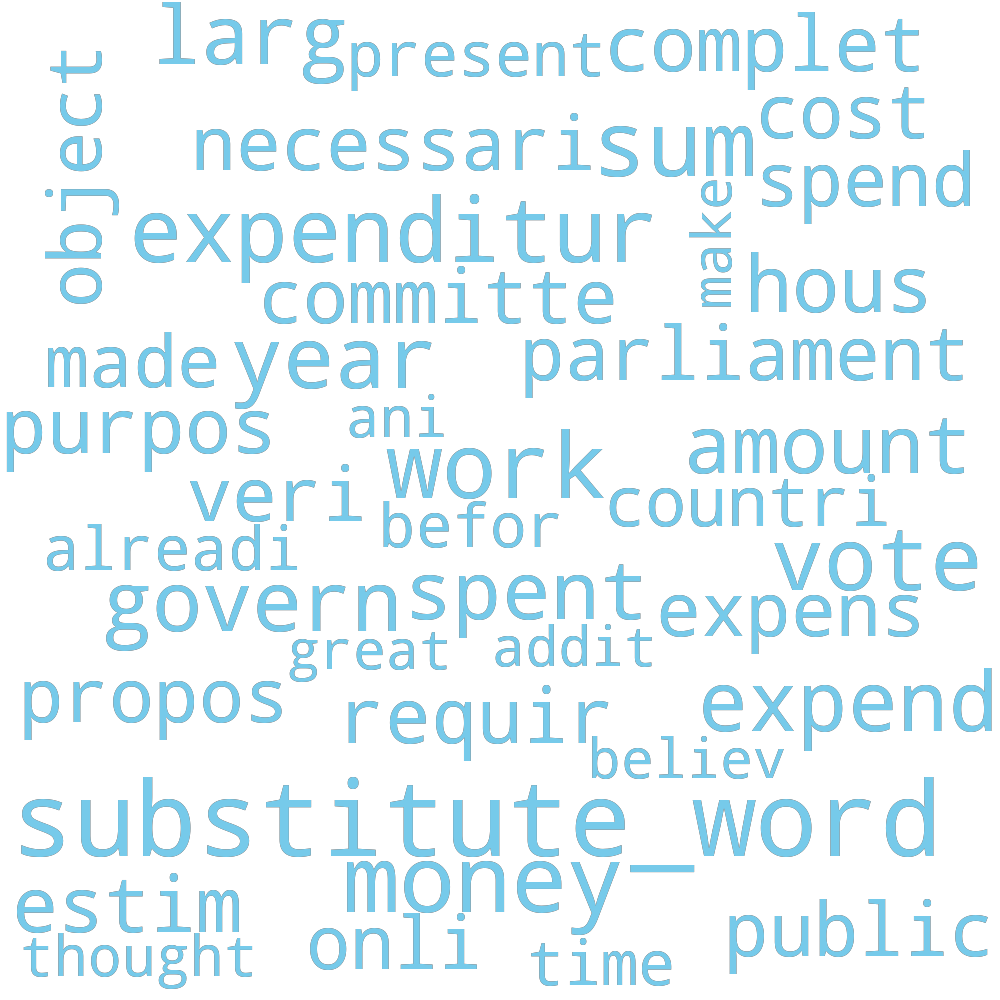 larg
present
complet
object
cost
necessari
sum
spend
make
expenditur
hous
committe
made
year
parliament
purpos
ani
amount
work
veri
countri
befor
alreadi
vote
govern
spent
expens
great
addit
propos
requir
expend
believ
substitute_word
money
estim
public
thought
onli
time